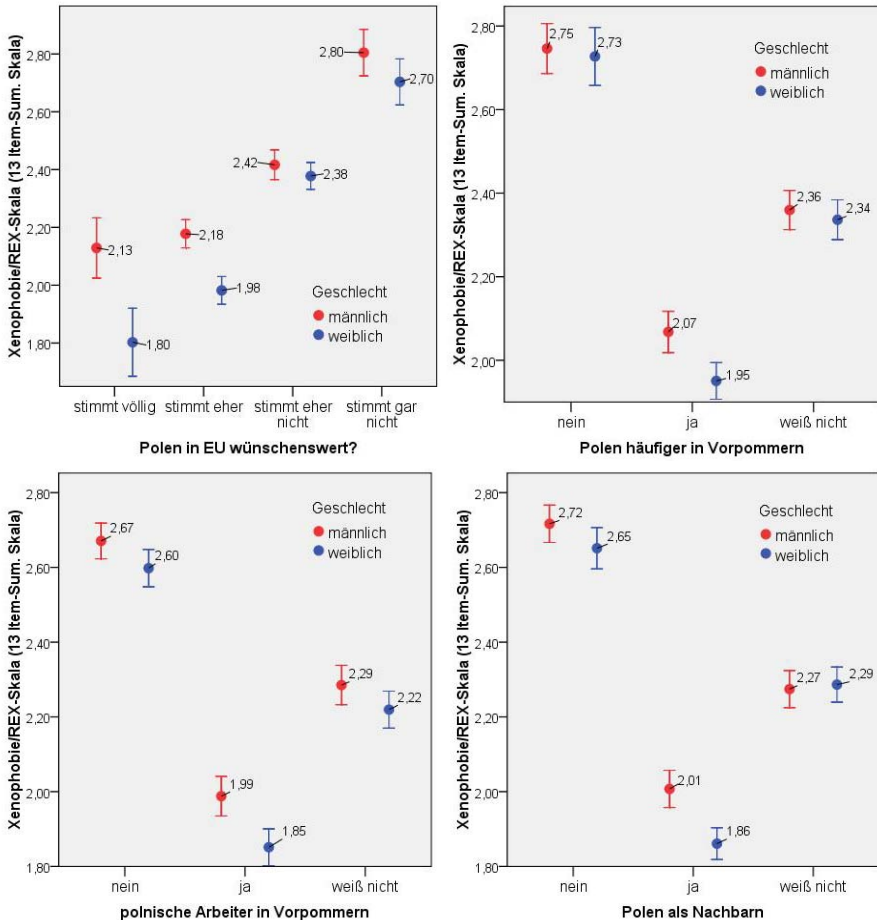 Xenophobie/REX-Skala (13 Item-Sum. Skala)
2,80
2,60
2,40
2,20
2,00
1,80
2,13
1,80
2,18
1,98
2,42
2,38
2,80
2,70
Geschlecht
männlich
weiblich
stimmt völlig
stimmt eher
stimmt eher nicht
stimmt gar nicht
Polen in EU wünschenswert?
Xenophobie/REX-Skala (13 Item-Sum. Skala)
2,80
2,60
2,40
2,20
2,00
2,75
2,73
2,07
1,95
2,36
2,34
Geschlecht
männlich
weiblich
nein
ja
weiß nicht
Polen häufiger in Vorpommern
Xenophobie/REX-Skala (13 Item-Sum. Skala)
2,80
2,60
2,40
2,20
2,00
1,80
2,67
2,60
1,99
1,85
2,29
2,22
Geschlecht
männlich
weiblich
nein
ja
weiß nicht
polnische Arbeiter in Vorpommern
Xenophobie/REX-Skala (13 Item-Sum. Skala)
2,80
2,60
2,40
2,20
2,00
1,80
2,72
2,65
2,01
1,86
2,27
2,29
Geschlecht
männlich
weiblich
nein
ja
weiß nicht
Polen als Nachbarn